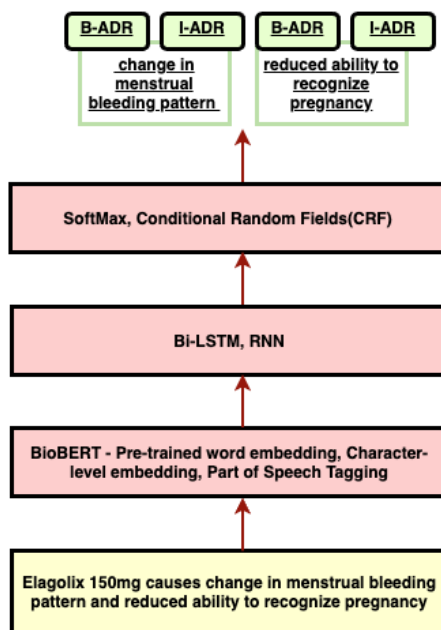 B-ADR I-ADR B-ADR I-ADR
change in menstrual bleeding pattern
reduced ability to recognize pregnancy
SoftMax, Conditional Random Fields(CRF)
Bi-LSTM, RNN
BioBERT - Pre-trained word embedding, Character-
level embedding, Part of Speech Tagging
Elagolix 150mg causes change in menstrual bleeding
pattern and reduced ability to recognize pregnancy